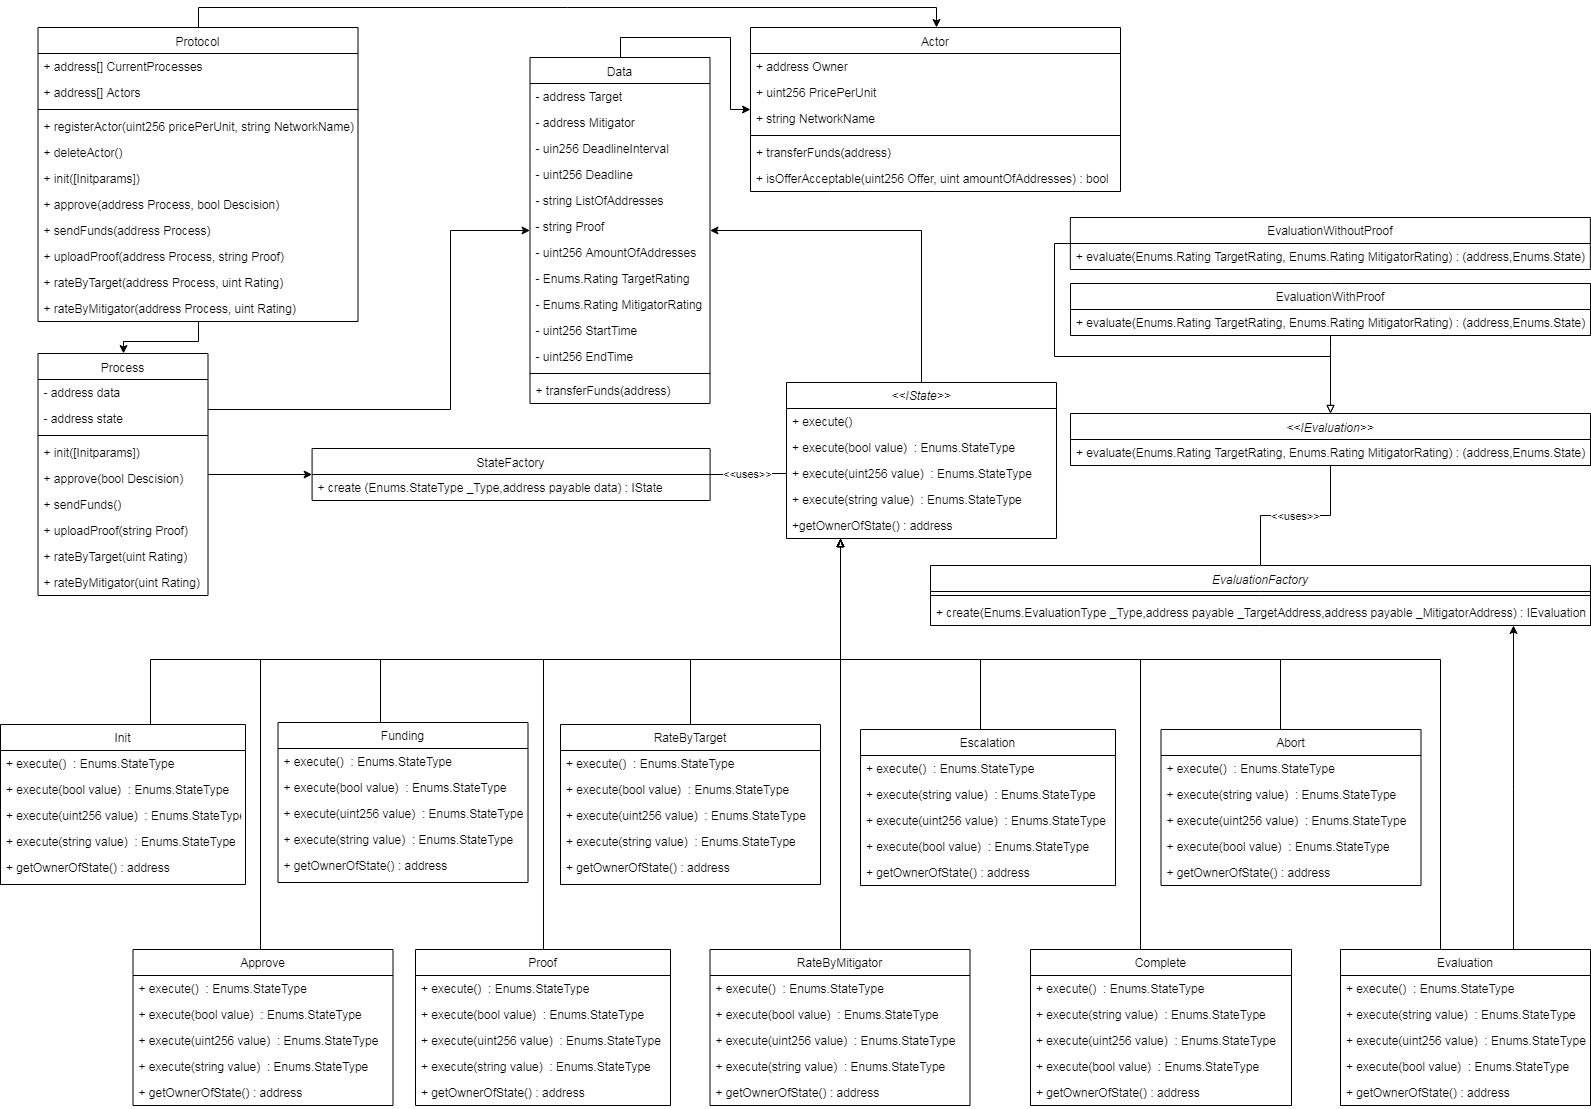 Protocol
+ address[] CurrentProcesses
+ address[] Actors
+ registerActor(uint256 pricePerUnit, string NetworkName)
+ deleteActor()
+ init([Initparams])
+ approve(address Process, bool Descision)
+ sendFunds(address Process)
+ uploadProof(address Process, string Proof)
+ rateByTarget(address Process, uint Rating)
+ rateByMitigator(address Process, uint Rating)
Data
- address Target
- address Mitigator
- uin256 DeadlineInterval
- uint256 Deadline
- string ListOfAddresses
- string Proof
- uint256 AmountOfAddresses
- Enums.Rating TargetRating
- Enums.Rating MitigatorRating
- uint256 StartTime
- uint256 EndTime
+ transferFunds(address)
Actor
+ address Owner
+ uint256 PricePerUnit
+ string NetworkName
+ transferFunds(address)
+ isOfferAcceptable(uint256 Offer, uint amountOfAddresses) : bool
EvaluationWithoutProof
+ evaluate(Enums.Rating TargetRating, Enums.Rating MitigatorRating) : (address,Enums.State)
EvaluationWithProof
+ evaluate(Enums.Rating TargetRating, Enums.Rating MitigatorRating) : (address,Enums.State)
Process
- address data
- address state
+ init([Initparams])
+ approve(bool Descision)
+ sendFunds()
+ uploadProof(string Proof)
+ rateByTarget(uint Rating)
+ rateByMitigator(uint Rating)
StateFactory
+ create (Enums.StateType _Type,address payable data) : IState
<<uses>>
<<IState>>
+ execute()
+ execute(bool value)  : Enums.StateType
+ execute(uint256 value)  : Enums.StateType
+ execute(string value)  : Enums.StateType
+getOwnerOfState() : address
<<IEvaluation>>
+ evaluate(Enums.Rating TargetRating, Enums.Rating MitigatorRating) : (address,Enums.State)
<<uses>>
EvaluationFactory
+ create(Enums.EvaluationType _Type,address payable _TargetAddress,address payable _MitigatorAddress) : IEvaluation
Init
+ execute()  : Enums.StateType
+ execute(bool value)  : Enums.StateType
+ execute(uint256 value)  : Enums.StateType
+ execute(string value)  : Enums.StateType
+ getOwnerOfState() : address
Funding
+ execute()  : Enums.StateType
+ execute(bool value)  : Enums.StateType
+ execute(uint256 value)  : Enums.StateType
+ execute(string value)  : Enums.StateType
+ getOwnerOfState() : address
RateByTarget
+ execute()  : Enums.StateType
+ execute(bool value)  : Enums.StateType
+ execute(uint256 value)  : Enums.StateType
+ execute(string value)  : Enums.StateType
+ getOwnerOfState() : address
Escalation
+ execute()  : Enums.StateType
+ execute(string value)  : Enums.StateType
+ execute(uint256 value)  : Enums.StateType
+ execute(bool value)  : Enums.StateType
+ getOwnerOfState() : address
Abort
+ execute()  : Enums.StateType
+ execute(string value)  : Enums.StateType
+ execute(uint256 value)  : Enums.StateType
+ execute(bool value)  : Enums.StateType
+ getOwnerOfState() : address
Approve
+ execute()  : Enums.StateType
+ execute(bool value)  : Enums.StateType
+ execute(uint256 value)  : Enums.StateType
+ execute(string value)  : Enums.StateType
+ getOwnerOfState() : address
Proof
+ execute()  : Enums.StateType
+ execute(bool value)  : Enums.StateType
+ execute(uint256 value)  : Enums.StateType
+ execute(string value)  : Enums.StateType
+ getOwnerOfState() : address
RateByMitigator
+ execute()  : Enums.StateType
+ execute(bool value)  : Enums.StateType
+ execute(uint256 value)  : Enums.StateType
+ execute(string value)  : Enums.StateType
+ getOwnerOfState() : address
Complete
+ execute()  : Enums.StateType
+ execute(string value)  : Enums.StateType
+ execute(uint256 value)  : Enums.StateType
+ execute(bool value)  : Enums.StateType
+ getOwnerOfState() : address
Evaluation
+ execute()  : Enums.StateType
+ execute(string value)  : Enums.StateType
+ execute(uint256 value)  : Enums.StateType
+ execute(bool value)  : Enums.StateType
+ getOwnerOfState() : address